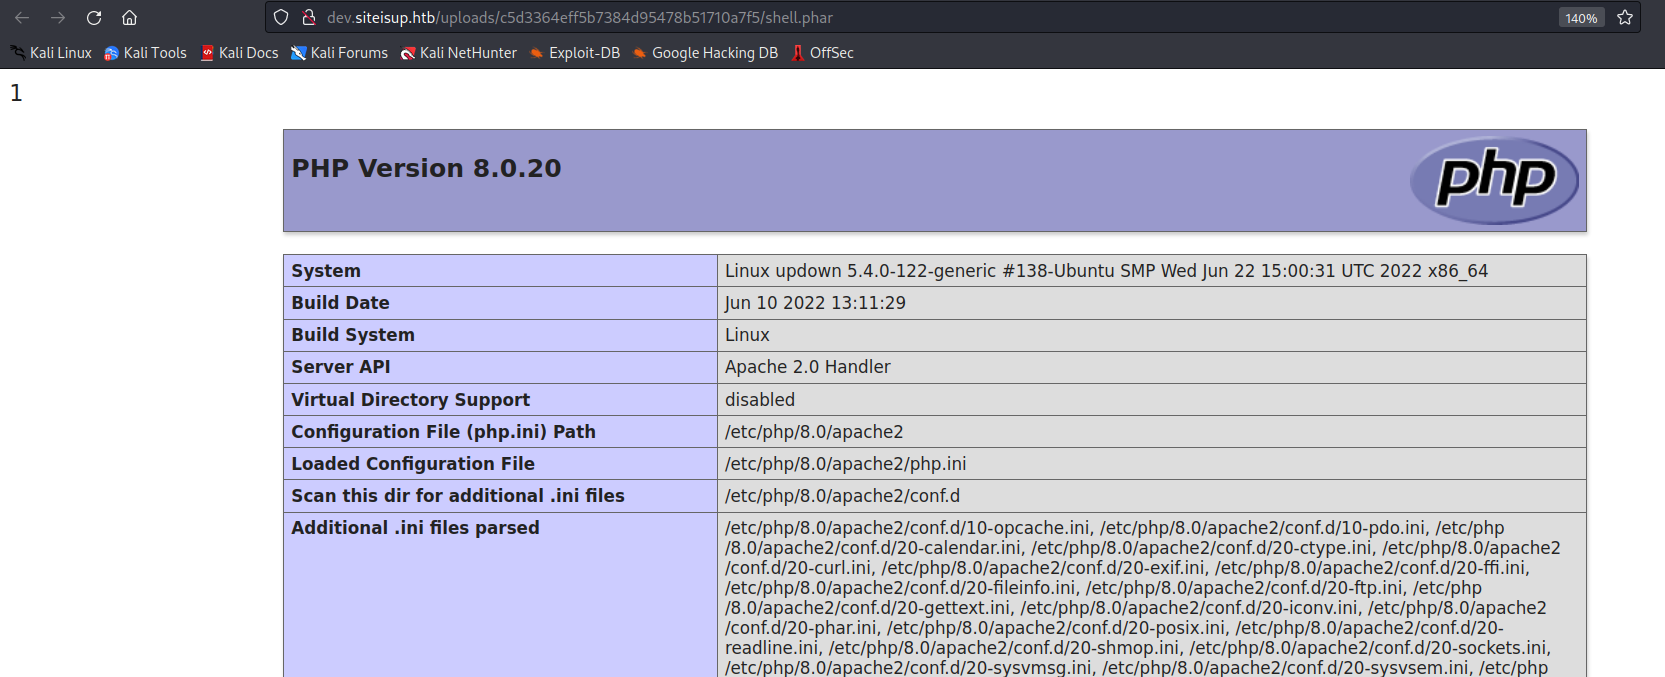 dev.siteisup.htb/uploads/c5d3364eff5b7384d95478b51710a7f5/shell.phar
140%
Kali Linux Kali Tools Kali Docs Kali Forums Kali NetHunter Exploit-DB Google Hacking DB OffSec
1
PHP Version 8.0.20
php
System Linux updown 5.4.0-122-generic #138-Ubuntu SMP Wed Jun 22 15:00:31 UTC 2022 x86_64
Build Date Jun 10 2022 13:11:29
Build System Linux
Server API Apache 2.0 Handler
Virtual Directory Support disabled
Configuration File (php.ini) Path /etc/php/8.0/apache2
Loaded Configuration File /etc/php/8.0/apache2/php.ini
Scan this dir for additional .ini files /etc/php/8.0/apache2/conf.d
Additional .ini files parsed /etc/php/8.0/apache2/conf.d/10-opcache.ini, /etc/php/8.0/apache2/conf.d/10-pdo.ini, /etc/php
/8.0/apache2/conf.d/20-calendar.ini, /etc/php/8.0/apache2/conf.d/20-ctype.ini, /etc/php/8.0/apache2
/conf.d/20-curl.ini, /etc/php/8.0/apache2/conf.d/20-exif.ini, /etc/php/8.0/apache2/conf.d/20-ffi.ini,
/etc/php/8.0/apache2/conf.d/20-fileinfo.ini, /etc/php/8.0/apache2/conf.d/20-ftp.ini, /etc/php
/8.0/apache2/conf.d/20-gettext.ini, /etc/php/8.0/apache2/conf.d/20-iconv.ini, /etc/php/8.0/apache2
/conf.d/20-phar.ini, /etc/php/8.0/apache2/conf.d/20-posix.ini, /etc/php/8.0/apache2/conf.d/20-
readline.ini, /etc/php/8.0/apache2/conf.d/20-shmop.ini, /etc/php/8.0/apache2/conf.d/20-sockets.ini,
/etc/php/8.0/apache2/conf.d/20-sysvmsg.ini, /etc/php/8.0/apache2/conf.d/20-sysvsem.ini, /etc/php